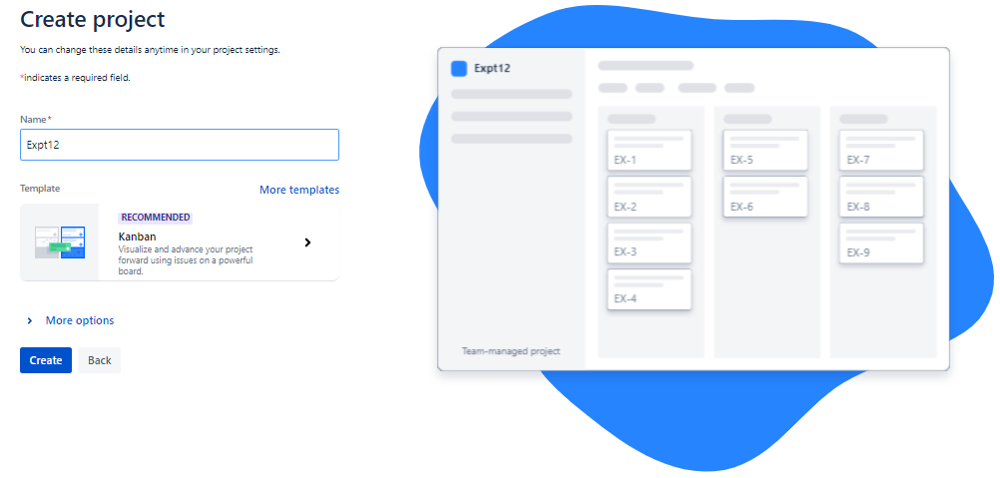 Create project
You can change these details anytime in your project settings.
*indicates a required field.
Name*
Expt12
Template
More templates
RECOMMENDED
Kanban
Visualize and advance your project
forward using issues on a powerful
board.
More options
Create
Back
Expt12
Team-managed project
EX-1
EX-2
EX-3
EX-4
EX-5
EX-6
EX-7
EX-8
EX-9